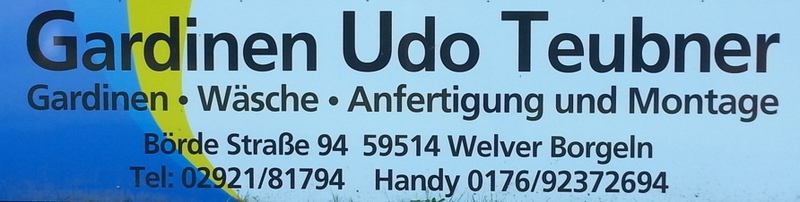 Gardinen Udo Teubner
Gardinen • Wäsche • Anfertigung und Montage
Börde Straße 94 59514 Welver Borgeln
Tel: 02921/81794 Handy 0176/92372694